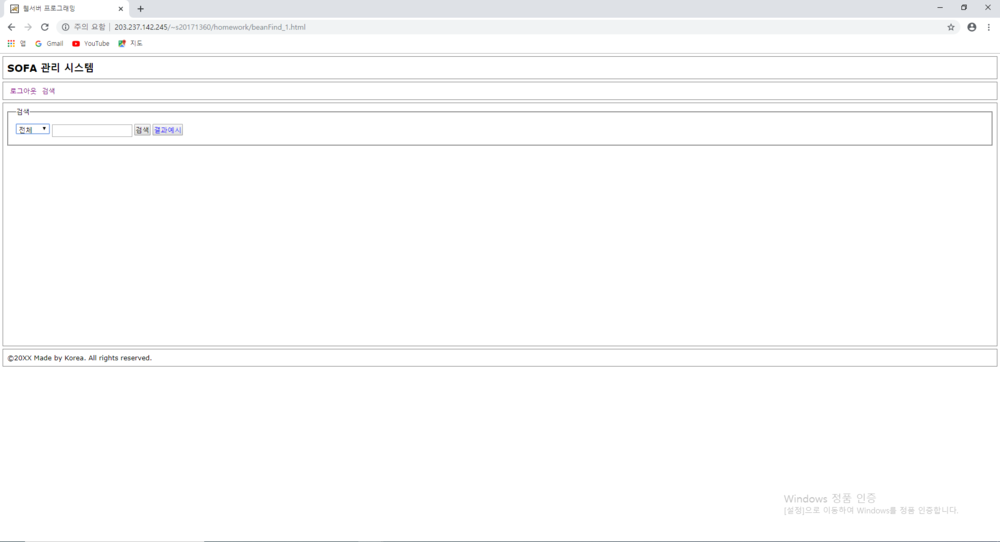 웹서버 프로그래밍
주의 요함 | 203.237.142.245/~s20171360/homework/beanFind_1.html
앱 Gmail YouTube 지도
SOFA 관리 시스템
로그아웃 검색
검색
전체 검색 결과예시
©20XX Made by Korea. All rights reserved.
Windows 정품 인증
[설정]으로 이동하여 Windows를 정품 인증합니다.